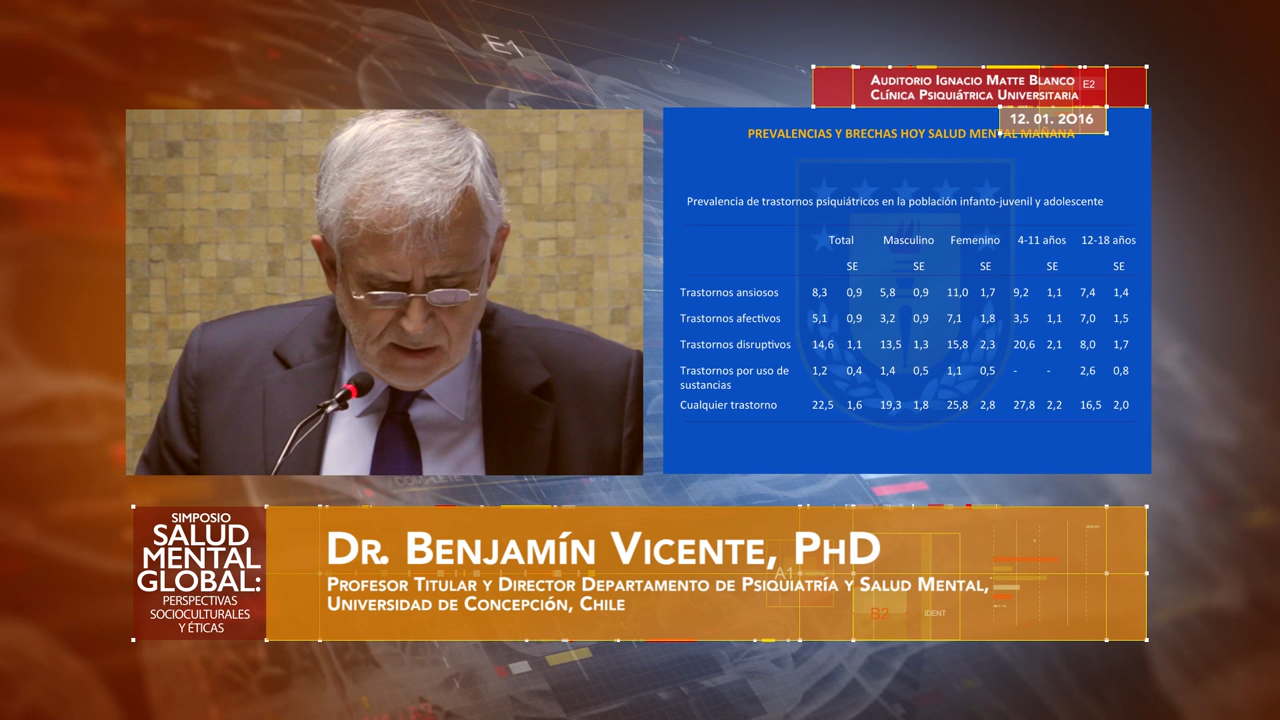 E1
AUDITORIO IGNACIO MATTE BLANCO
CLÍNICA PSIQUIÁTRICA UNIVERSITARIA
E2
12. 01. 2016
PREVALENCIAS Y BRECHAS HOY SALUD MENTAL MAÑANA
Prevalencia de trastornos psiquiátricos en la población infanto-juvenil y adolescente
Total Masculino Femenino 4-11 años 12-18 años
SE SE SE SE SE
Trastornos ansiosos 8,3 0,9 5,8 0,9 11,0 1,7 9,2 1,1 7,4 1,4
Trastornos afectivos 5,1 0,9 3,2 0,9 7,1 1,8 3,5 1,1 7,0 1,5
Trastornos disruptivos 14,6 1,1 13,5 1,3 15,8 2,3 20,6 2,1 8,0 1,7
Trastornos por uso de 1,2 0,4 1,4 0,5 1,1 0,5 - - 2,6 0,8
sustancias
Cualquier trastorno 22,5 1,6 19,3 1,8 25,8 2,8 27,8 2,2 16,5 2,0
COMPLETE
SIMPOSIO
SALUD
MENTAL
GLOBAL:
PERSPECTIVAS
SOCIOCULTURALES
Y ÉTICAS
DR. BENJAMÍN VICENTE, PHD
PROFESOR TITULAR Y DIRECTOR DEPARTAMENTO DE PSIQUIATRÍA Y SALUD MENTAL,
UNIVERSIDAD DE CONCEPCIÓN, CHILE
A1
B2
IDENT